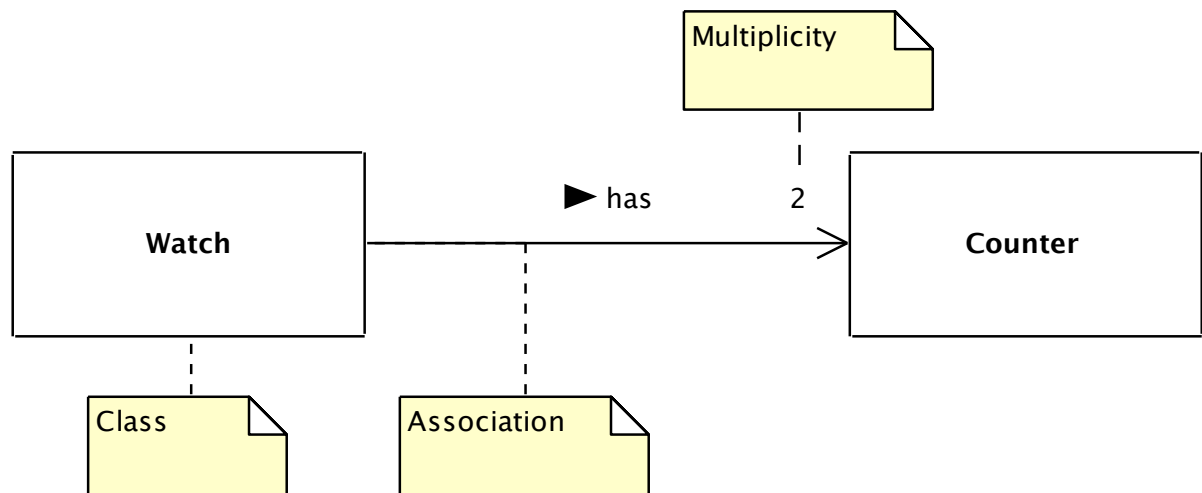 Multiplicity
▶ has
2
Watch
Counter
Class
Association